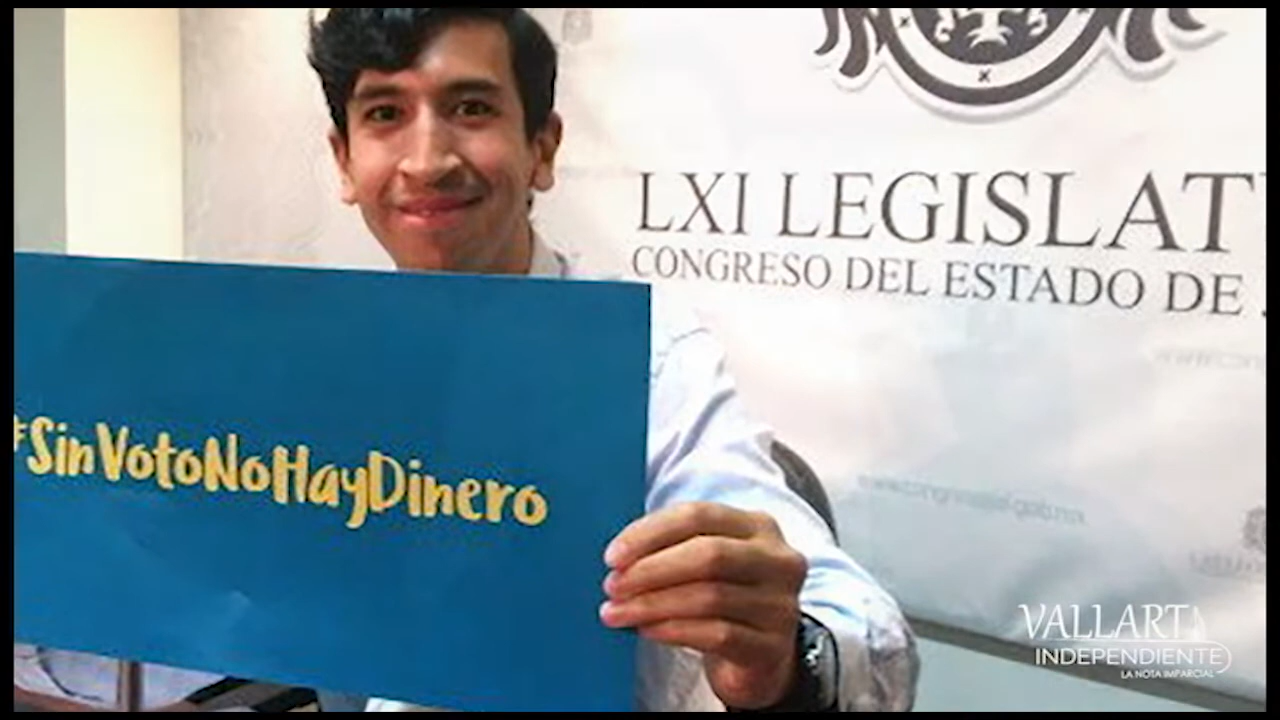 LXI LEGISLAT
CONGRESO DEL ESTADO DE
#SinVotoNoHayDinero
VALLARTA
INDEPENDIENTE
LA NOTA IMPARCIAL